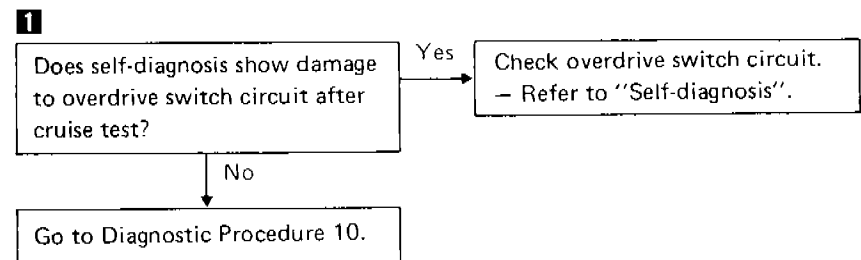 1
Does self-diagnosis show damage
to overdrive switch circuit after
cruise test?
Yes
Check overdrive switch circuit.
— Refer to "Self-diagnosis".
No
Go to Diagnostic Procedure 10.